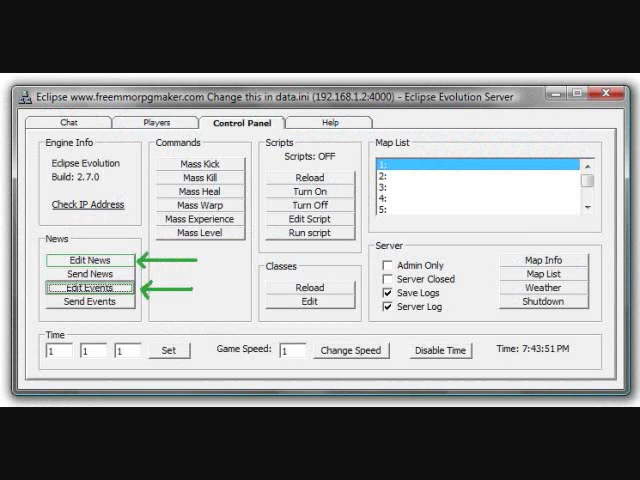 Eclipse www.freemmorpgmaker.com Change this in data.ini (192.168.1.2:4000) - Eclipse Evolution Server
Chat
Players
Control Panel
Help
Engine Info
Eclipse Evolution
Build: 2.7.0
Check IP Address
News
Edit News
Send News
Edit Events
Send Events
Commands
Mass Kick
Mass Kill
Mass Heal
Mass Warp
Mass Experience
Mass Level
Scripts
Scripts: OFF
Reload
Turn On
Turn Off
Edit Script
Run script
Classes
Reload
Edit
Map List
1:
2:
3:
4:
5:
Server
Admin Only
Server Closed
Save Logs
Server Log
Map Info
Map List
Weather
Shutdown
Time
1
1
1
Set
Game Speed:
1
Change Speed
Disable Time
Time: 7:43:51 PM